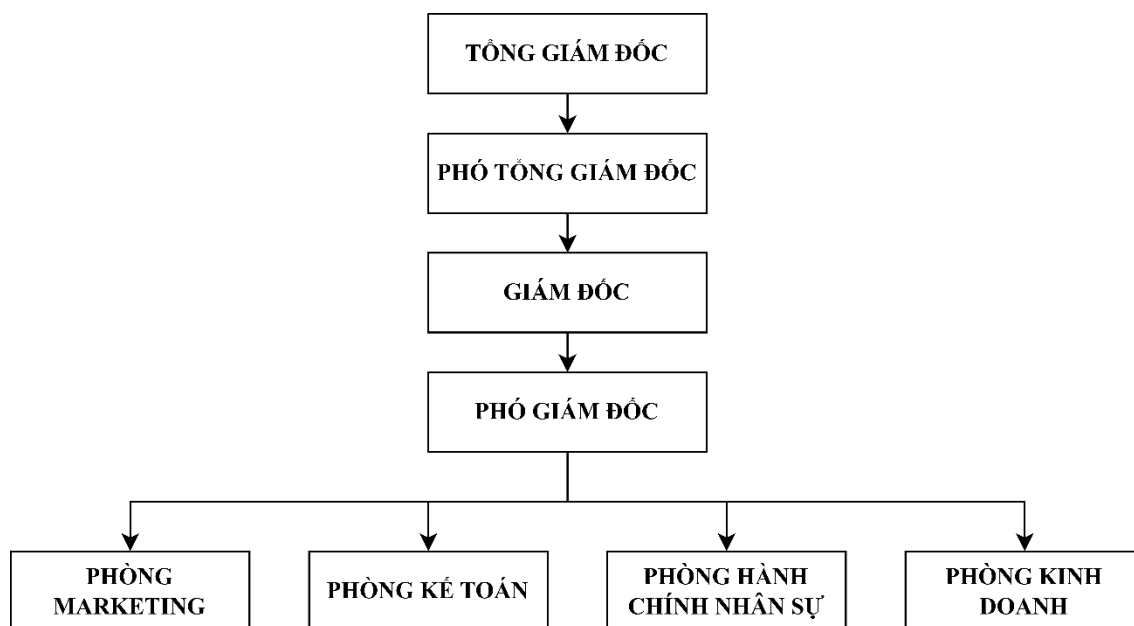 TỔNG GIÁM ĐỐC
PHÓ TỔNG GIÁM ĐỐC
GIÁM ĐỐC
PHÓ GIÁM ĐỐC
PHÒNG
MARKETING
PHÒNG KẾ TOÁN
PHÒNG HÀNH
CHÍNH NHÂN SỰ
PHÒNG KINH
DOANH